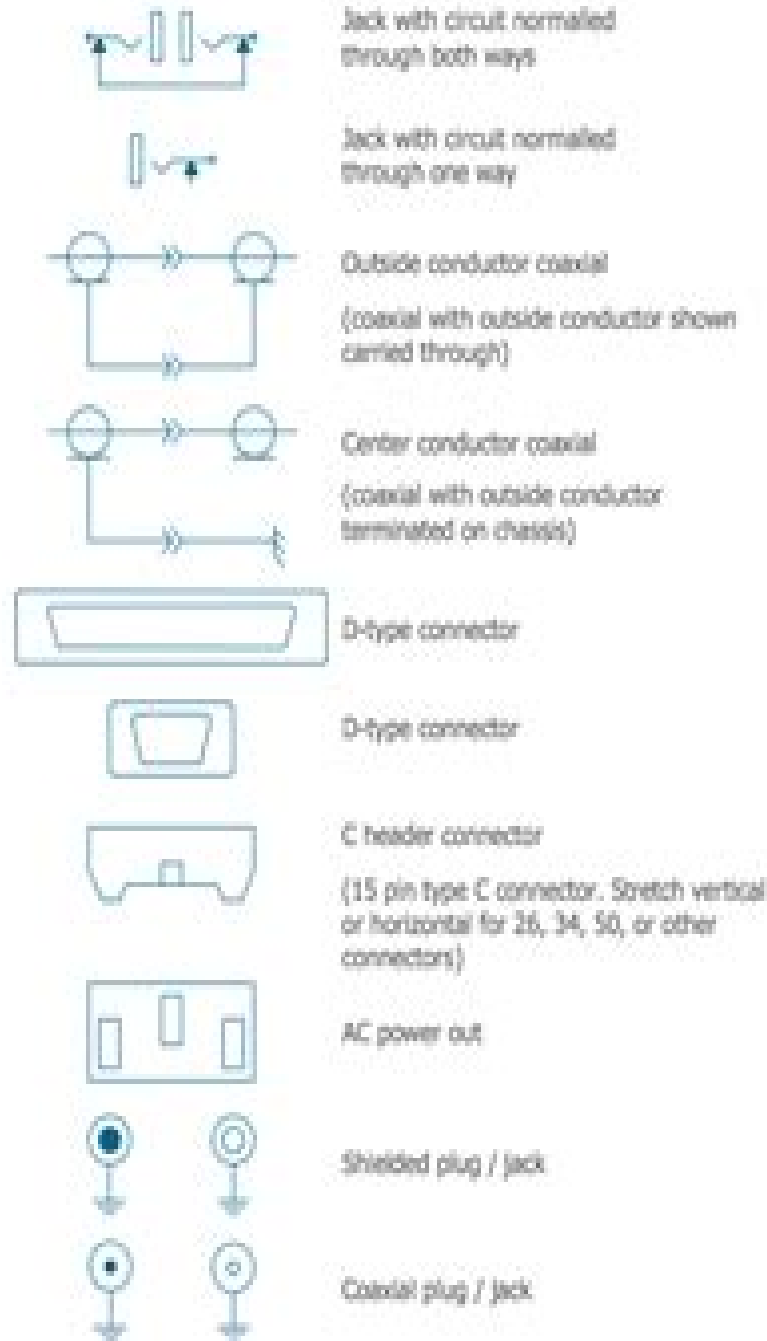 Jack with circuit normalled
through both ways
Jack with circuit normalled
through one way
Outside conductor coaxial
(coaxial with outside conductor shown
carried through)
Center conductor coaxial
(coaxial with outside conductor
terminated on chassis)
D-type connector
D-type connector
C header connector
(15 pin type C connector. Stretch vertical
or horizontal for 26, 34, 50, or other
connectors)
AC power out
Shielded plug / jack
Coaxial plug / jack